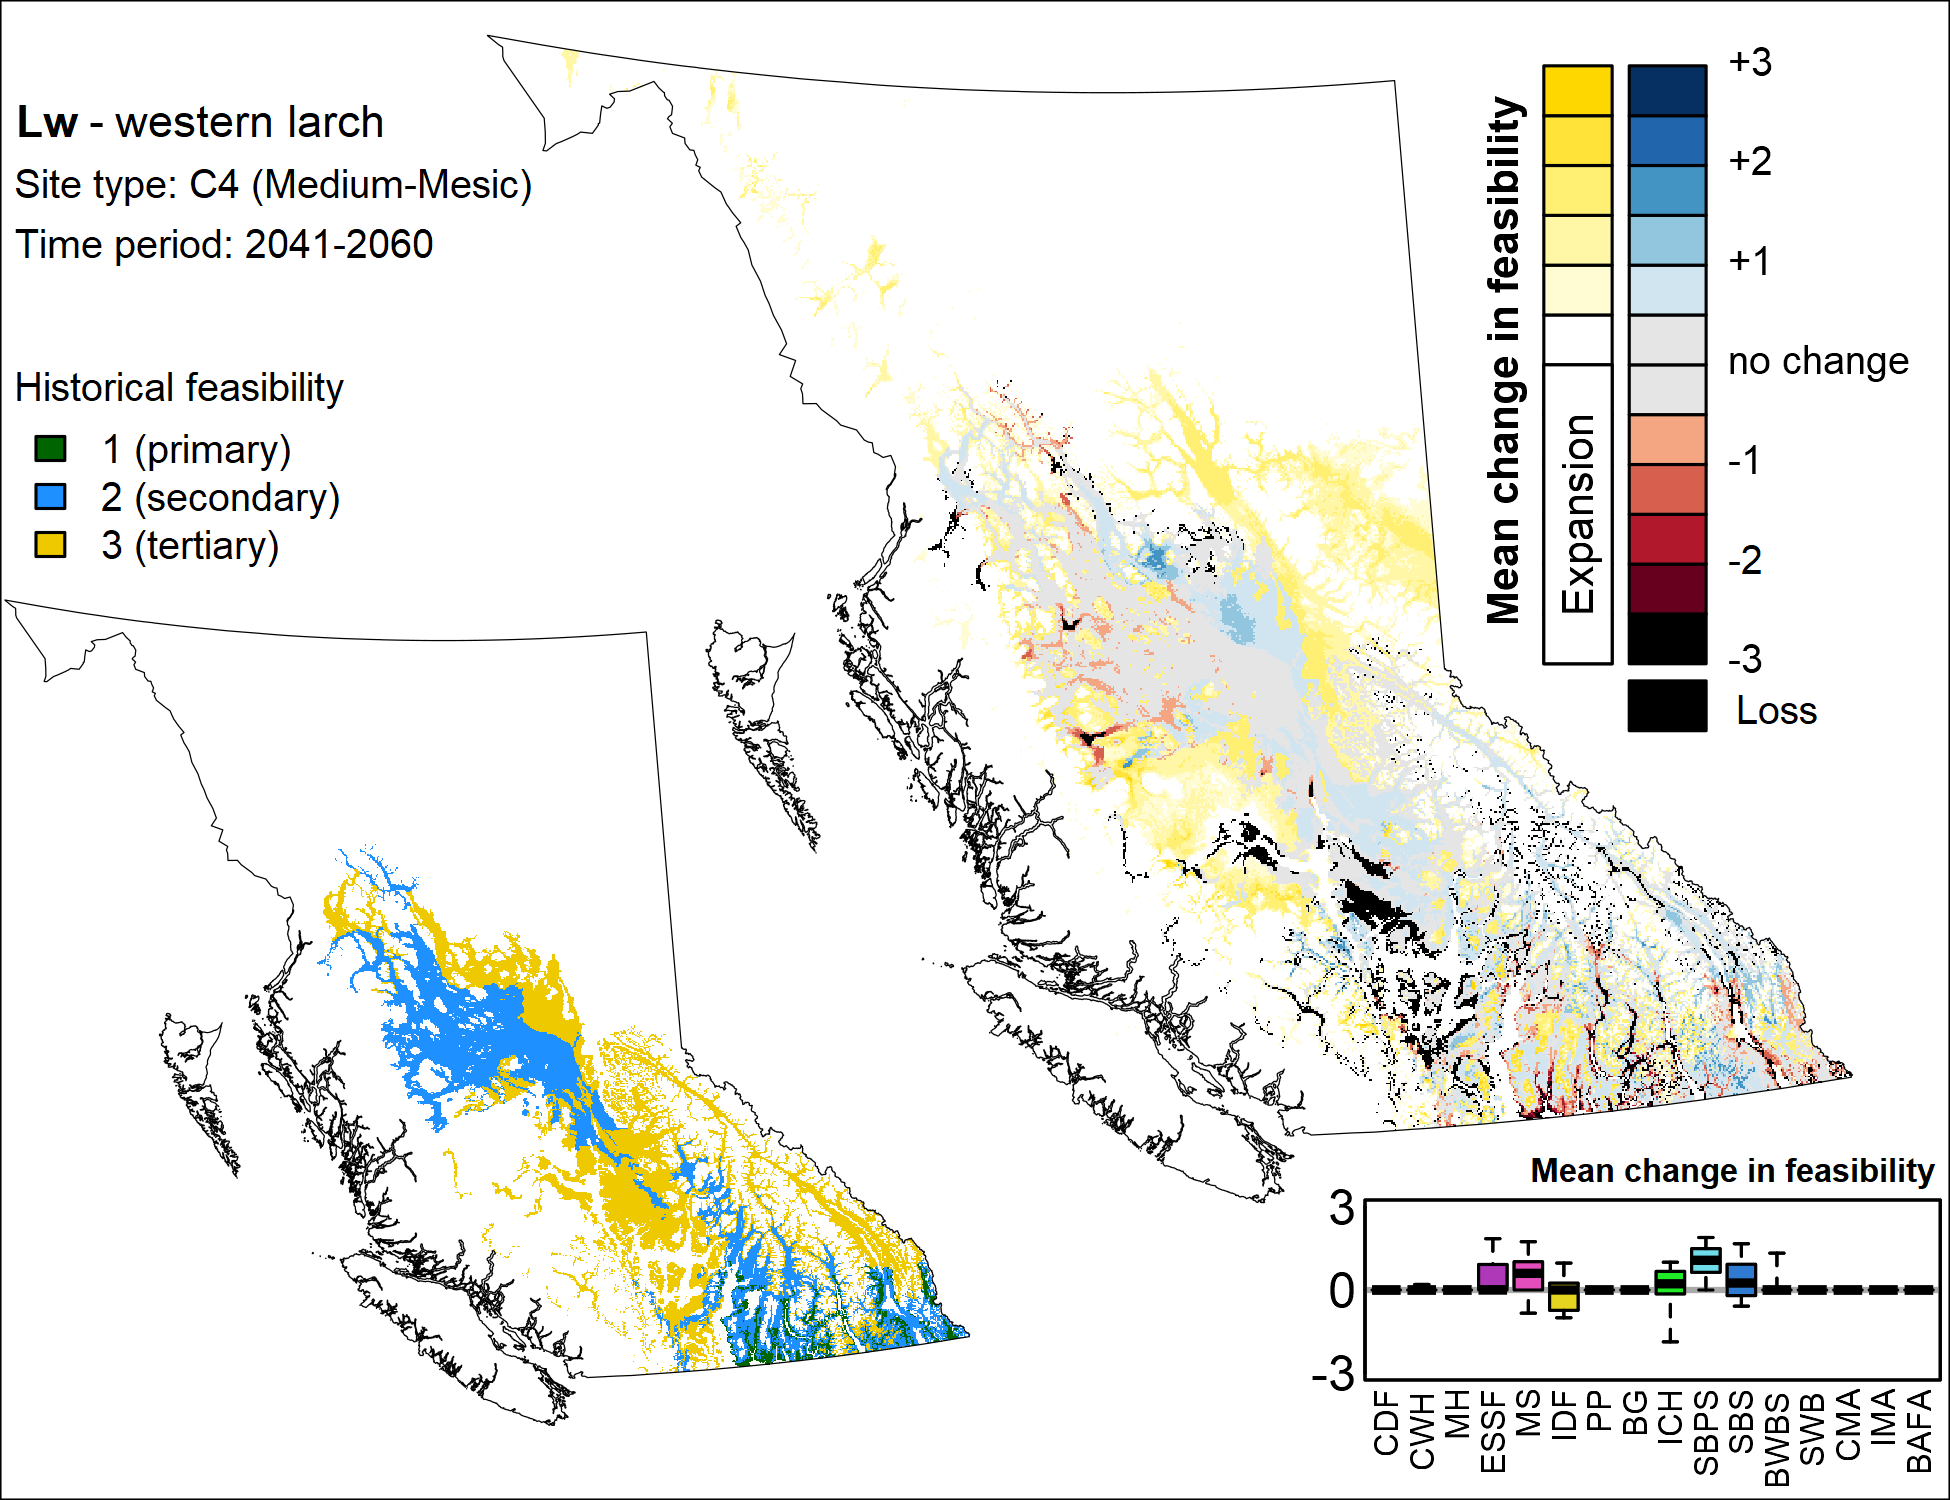 Lw - western larch
Site type: C4 (Medium-Mesic)
Time period: 2041-2060
Historical feasibility
1 (primary)
2 (secondary)
3 (tertiary)
Mean change in feasibility
Expansion
+3
+2
+1
no change
-1
-2
-3
Loss
Mean change in feasibility
3
0
-3
CDF
CWH
MH
ESSF
MS
IDF
PP
BG
ICH
SBPS
SBS
BWBS
SWB
CMA
IMA
BAFA